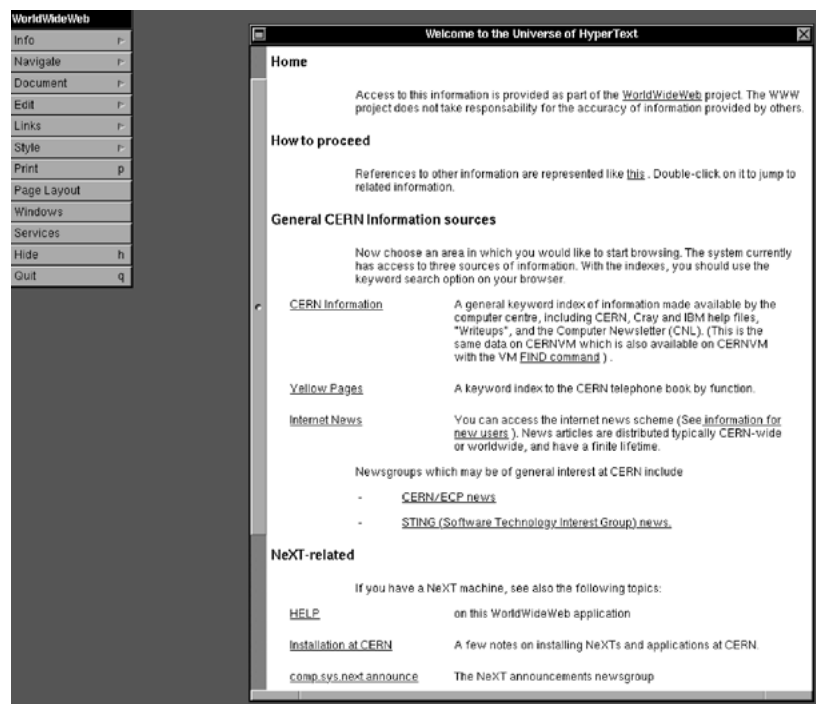 WorldWideWeb
Info
Navigate
Document
Edit
Links
Style
Print p
Page Layout
Windows
Services
Hide h
Quit q
Welcome to the Universe of HyperText
Home
Access to this information is provided as part of the WorldWideWeb project. The WWW
project does not take responsability for the accuracy of information provided by others.
How to proceed
References to other information are represented like this . Double-click on it to jump to
related information.
General CERN Information sources
Now choose an area in which you would like to start browsing. The system currently
has access to three sources of information. With the indexes, you should use the
keyword search option on your browser.
CERN Information A general keyword index of information made available by the
computer centre, including CERN, Cray and IBM help files,
"Writeups", and the Computer Newsletter (CNL). (This is the
same data on CERNVM which is also available on CERNVM
with the VM FIND command ) .
Yellow Pages A keyword index to the CERN telephone book by function.
Internet News You can access the internet news scheme (See information for
new users ). News articles are distributed typically CERN-wide
or worldwide, and have a finite lifetime.
Newsgroups which may be of general interest at CERN include
- CERN/ECP news
- STING (Software Technology Interest Group) news.
NeXT-related
If you have a NeXT machine, see also the following topics:
HELP on this WorldWideWeb application
Installation at CERN A few notes on installing NeXTs and applications at CERN.
comp.sys.next.announce The NeXT announcements newsgroup